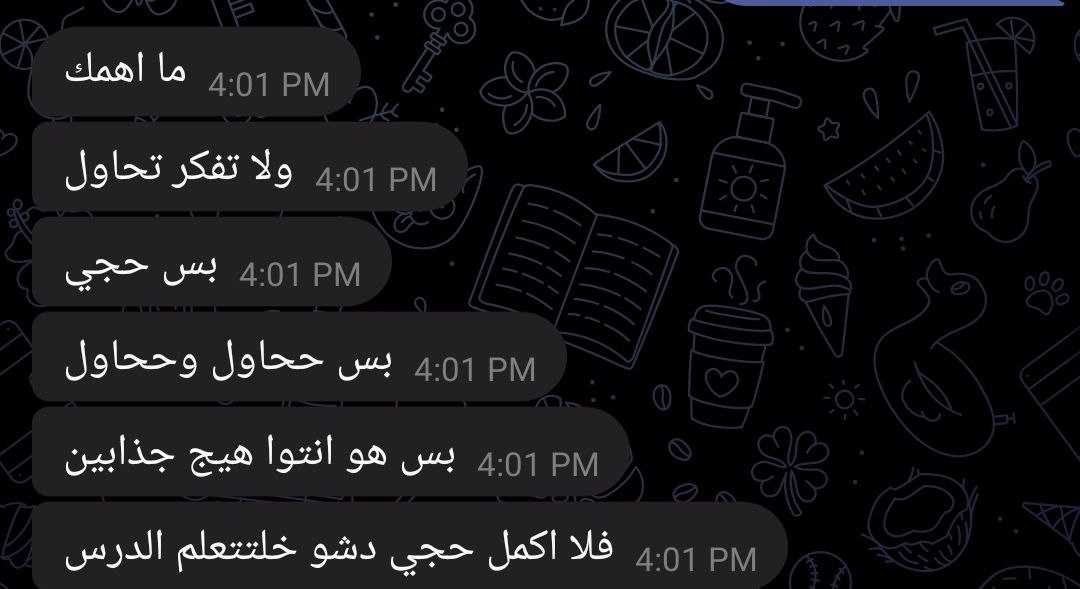 ما اهمك 4:01 PM
ولا تفكر تحاول 4:01 PM
بس حجي 4:01 PM
بس ححاول وححاول 4:01 PM
بس هو انتوا هيج جذابين 4:01 PM
فلا اكمل حجي دشو خلتتعلم الدرس 4:01 PM